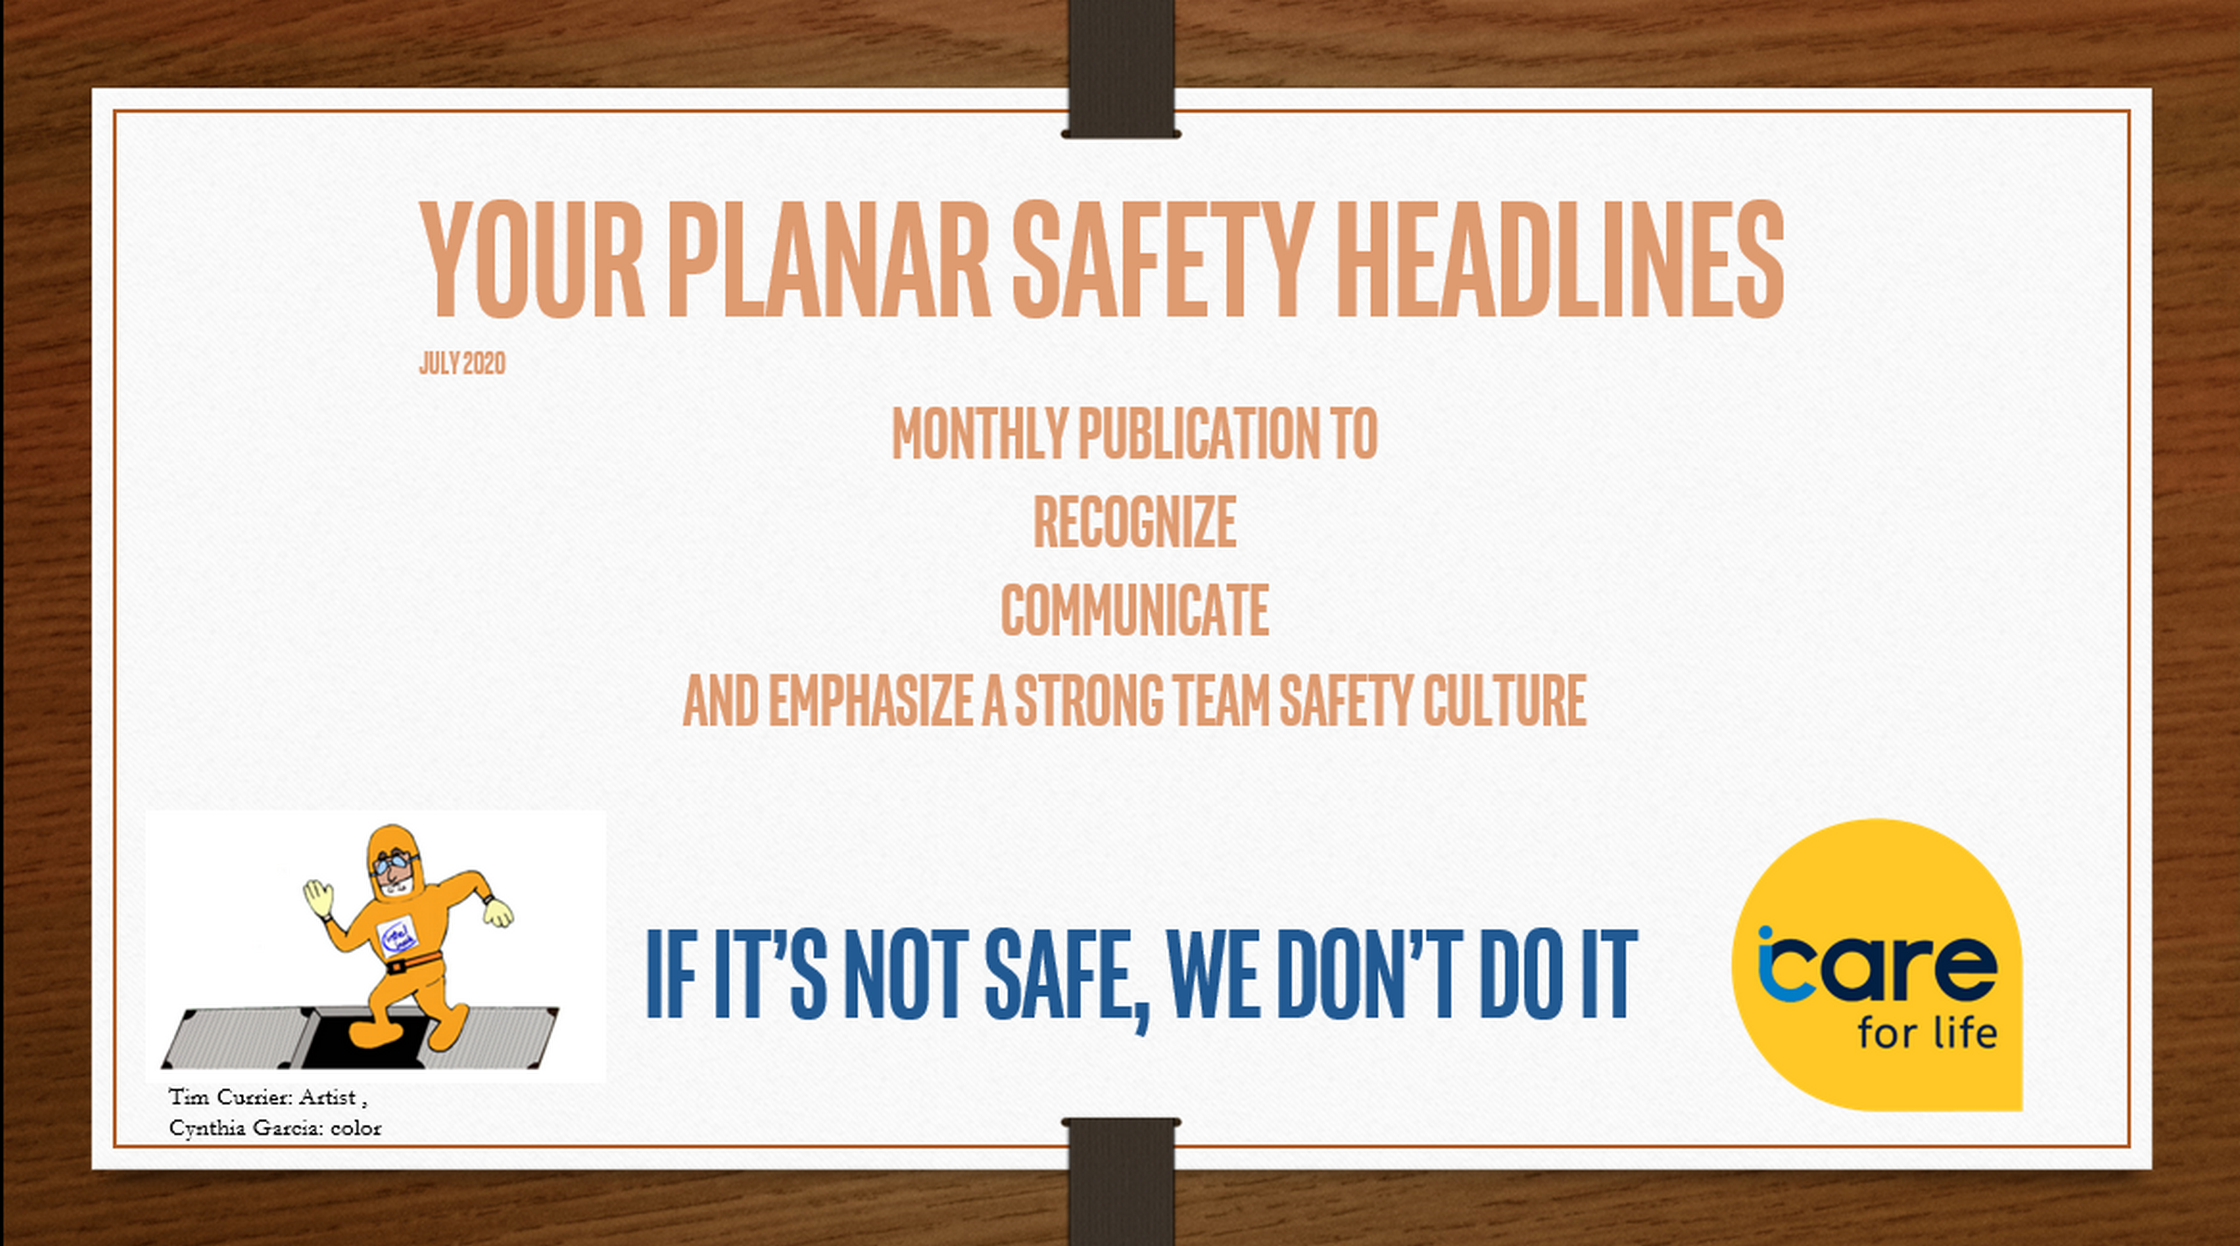 YOUR PLANAR SAFETY HEADLINES
JULY 2020
MONTHLY PUBLICATION TO
RECOGNIZE
COMMUNICATE
AND EMPHASIZE A STRONG TEAM SAFETY CULTURE
IF IT’S NOT SAFE, WE DON’T DO IT
icare
for life
intel
Tim Currier: Artist ,
Cynthia Garcia: color